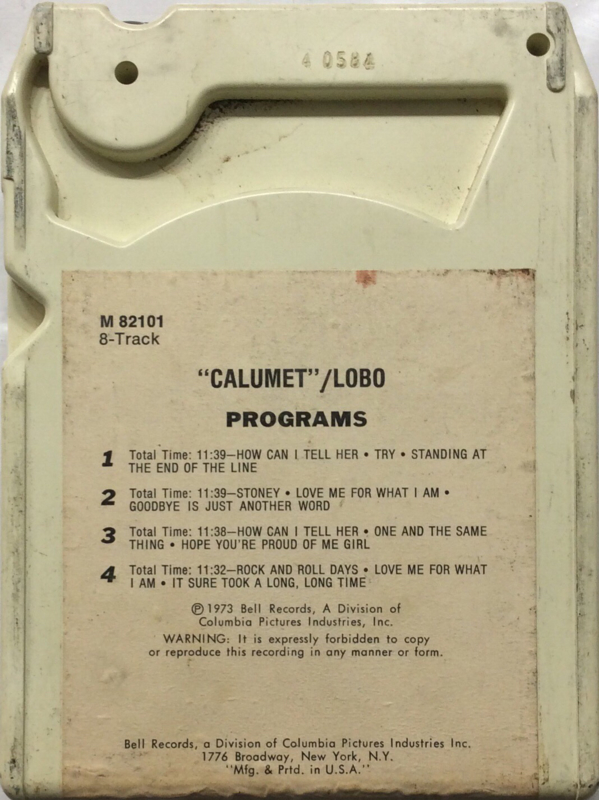 4 0584
M 82101
8-Track
“CALUMET”/LOBO
PROGRAMS
1 Total Time: 11:39—HOW CAN I TELL HER • TRY • STANDING AT
THE END OF THE LINE
2 Total Time: 11:39—STONEY • LOVE ME FOR WHAT I AM •
GOODBYE IS JUST ANOTHER WORD
3 Total Time: 11:38—HOW CAN I TELL HER • ONE AND THE SAME
THING • HOPE YOU'RE PROUD OF ME GIRL
4 Total Time: 11:32—ROCK AND ROLL DAYS • LOVE ME FOR WHAT
I AM • IT SURE TOOK A LONG, LONG TIME
℗ 1973 Bell Records, A Division of
Columbia Pictures Industries, Inc.
WARNING: It is expressly forbidden to copy
or reproduce this recording in any manner or form.
Bell Records, a Division of Columbia Pictures Industries Inc.
1776 Broadway, New York, N.Y.
"Mfg. & Prtd. in U.S.A."